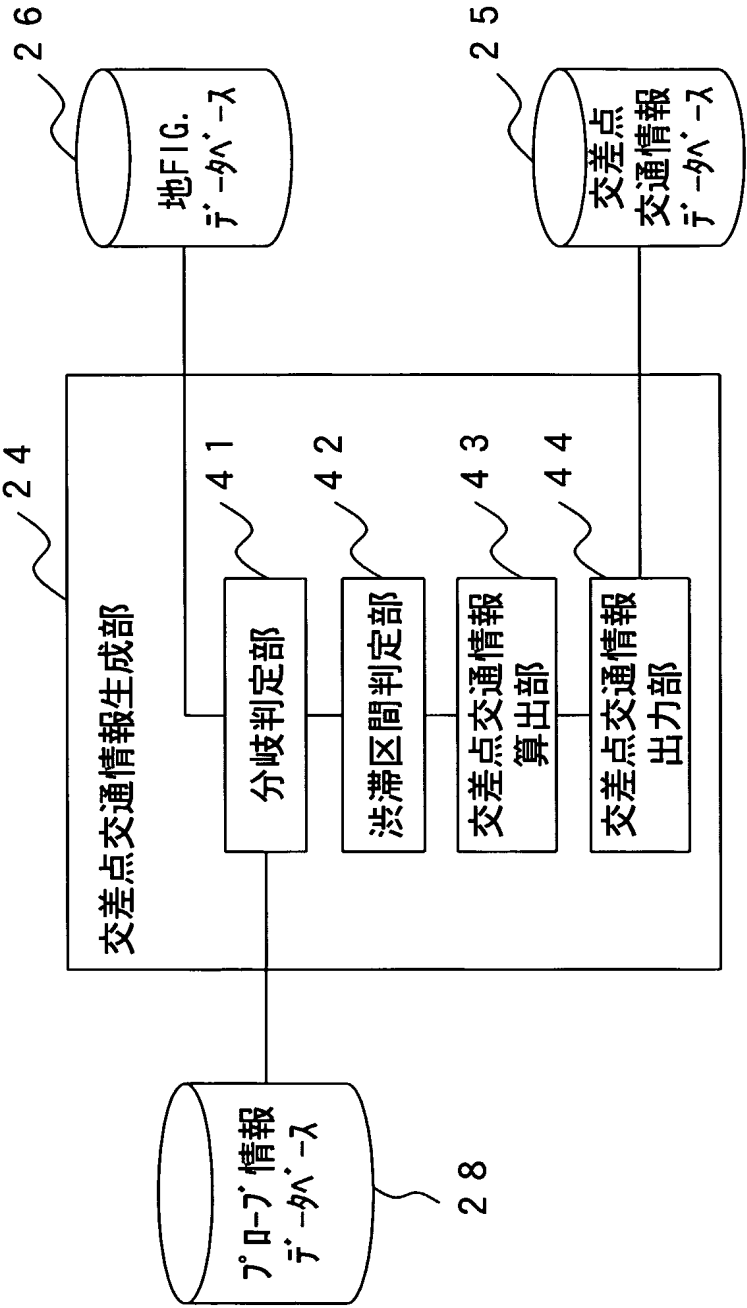 26
地FIG.
データベース
25
交差点
交通情報
データベース
24
交差点交通情報生成部
41
分岐判定部
42
渋滞区間判定部
43
交差点交通情報
算出部
44
交差点交通情報
出力部
プローブ情報
データベース
28